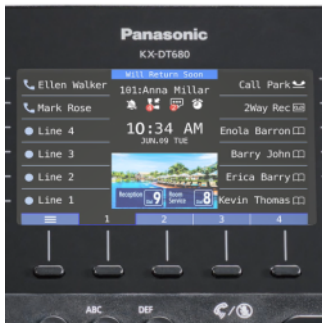 Panasonic
KX-DT680
Will Return Soon
Ellen Walker
101:Anna Millar
Call Park
Mark Rose
2Way Rec
Line 4
10:34 AM
Enola Barron
JUN.09 TUE
Line 3
Barry John
Line 2
Erica Barry
Reception Dial 9
Room Service Dial 8
Line 1
Kevin Thomas
1 2 3 4
ABC DEF